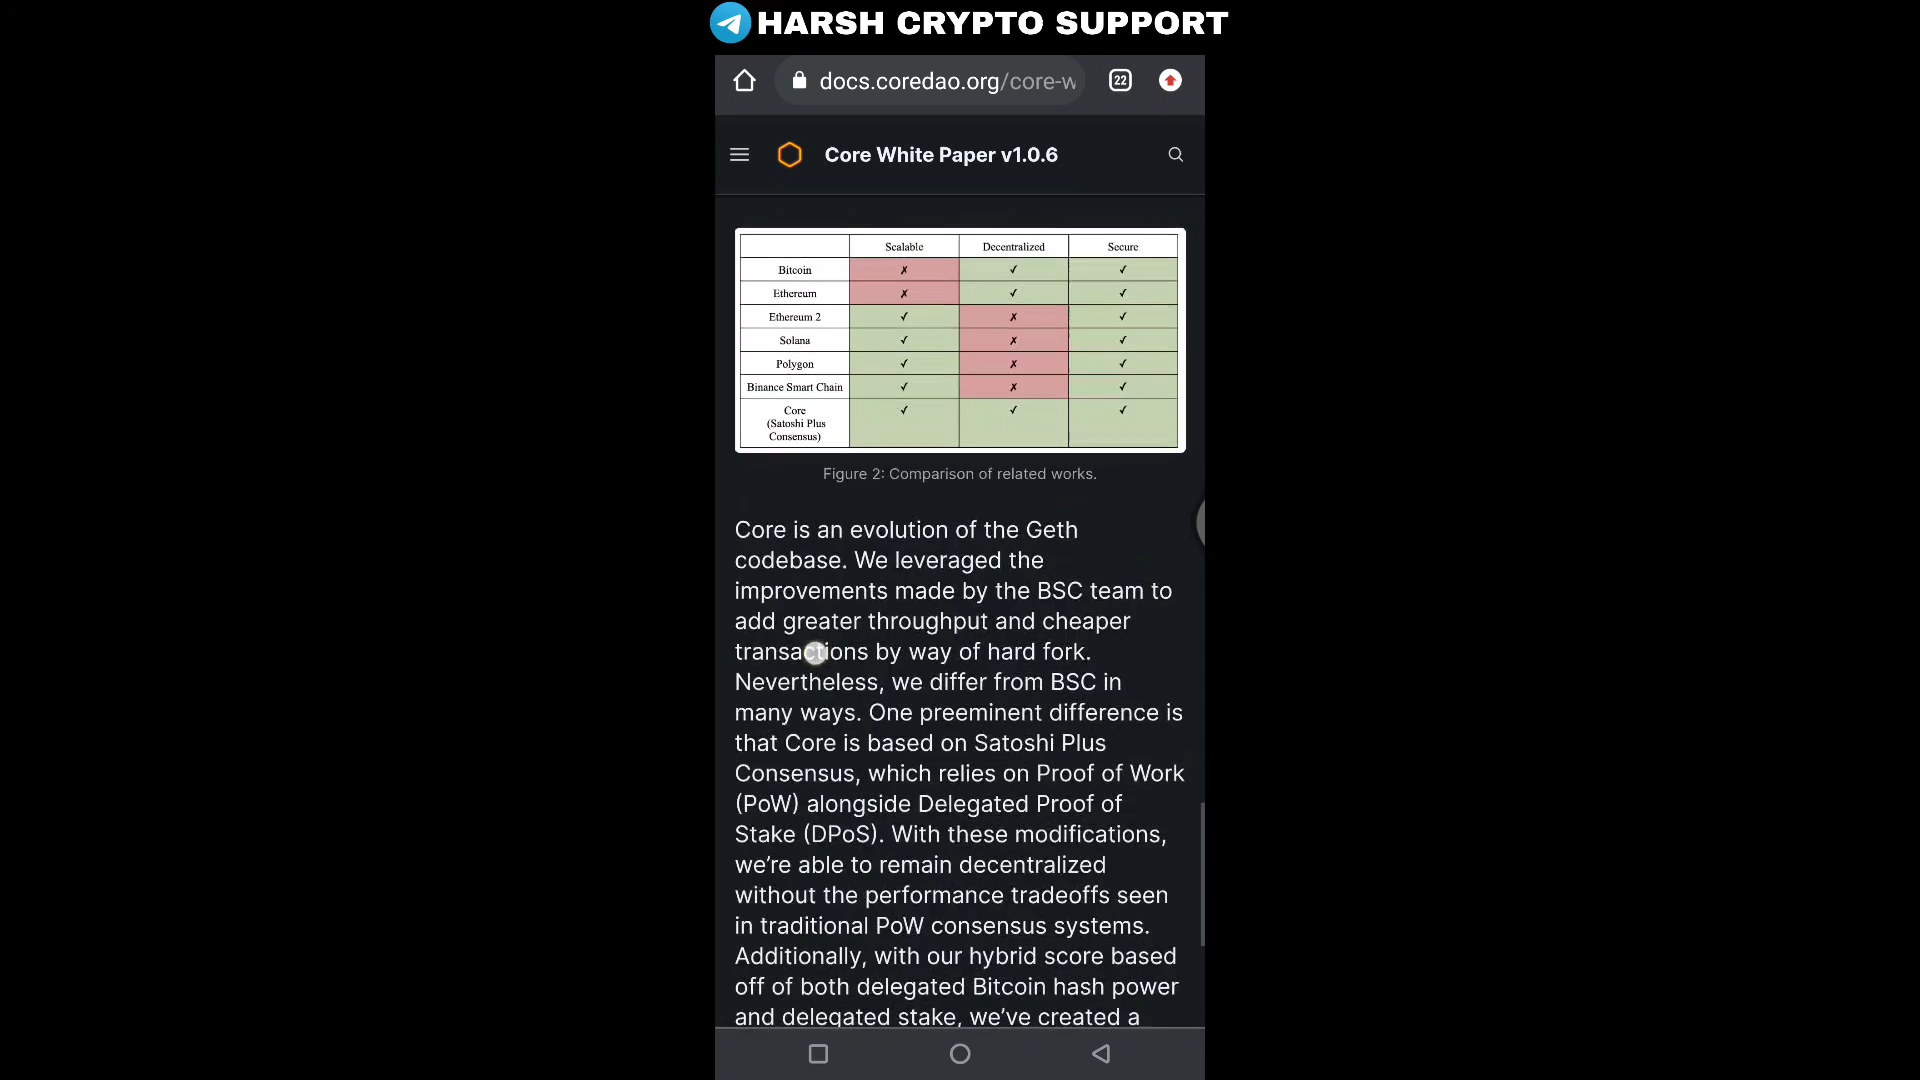 HARSH CRYPTO SUPPORT
docs.coredao.org/core-w
22
Core White Paper v1.0.6
Scalable Decentralized Secure
Bitcoin ✗ ✓ ✓
Ethereum ✗ ✓ ✓
Ethereum 2 ✓ ✗ ✓
Solana ✓ ✗ ✓
Polygon ✓ ✗ ✓
Binance Smart Chain ✓ ✗ ✓
Core ✓ ✓ ✓
(Satoshi Plus
Consensus)
Figure 2: Comparison of related works.
Core is an evolution of the Geth
codebase. We leveraged the
improvements made by the BSC team to
add greater throughput and cheaper
transactions by way of hard fork.
Nevertheless, we differ from BSC in
many ways. One preeminent difference is
that Core is based on Satoshi Plus
Consensus, which relies on Proof of Work
(PoW) alongside Delegated Proof of
Stake (DPoS). With these modifications,
we’re able to remain decentralized
without the performance tradeoffs seen
in traditional PoW consensus systems.
Additionally, with our hybrid score based
off of both delegated Bitcoin hash power
and delegated stake, we’ve created a